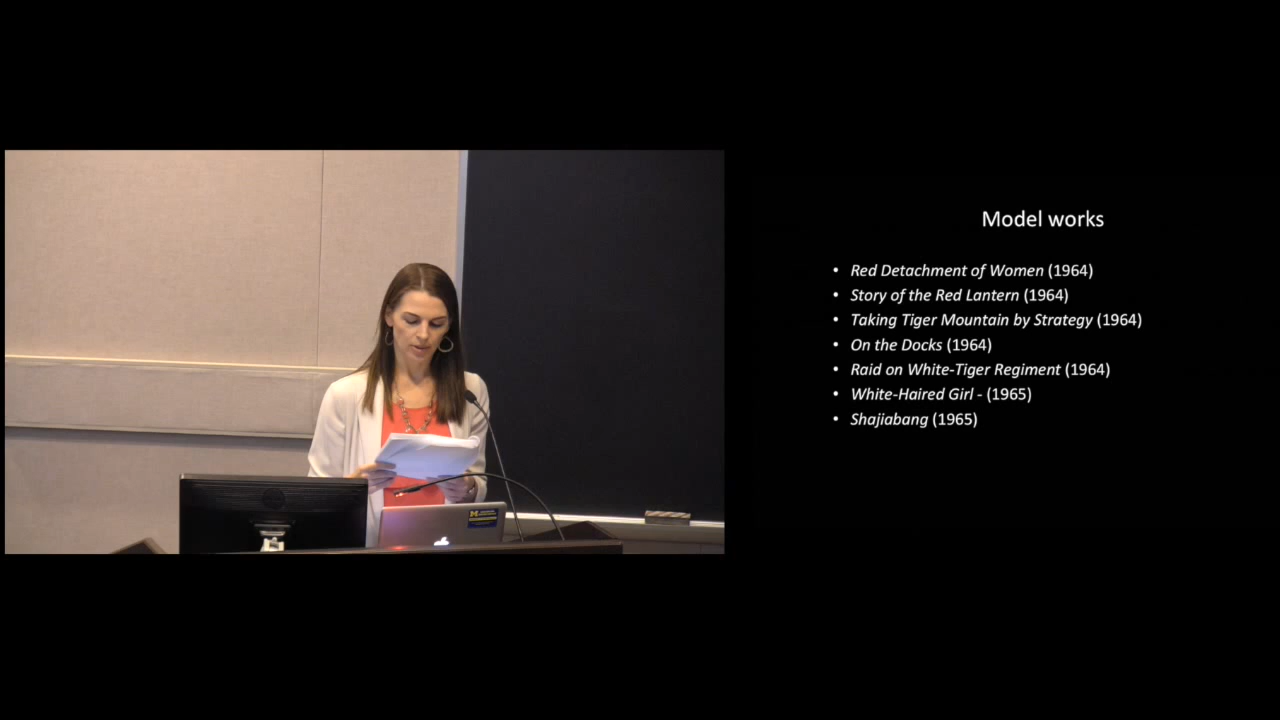 Model works
• Red Detachment of Women (1964)
• Story of the Red Lantern (1964)
• Taking Tiger Mountain by Strategy (1964)
• On the Docks (1964)
• Raid on White-Tiger Regiment (1964)
• White-Haired Girl - (1965)
• Shajiabang (1965)